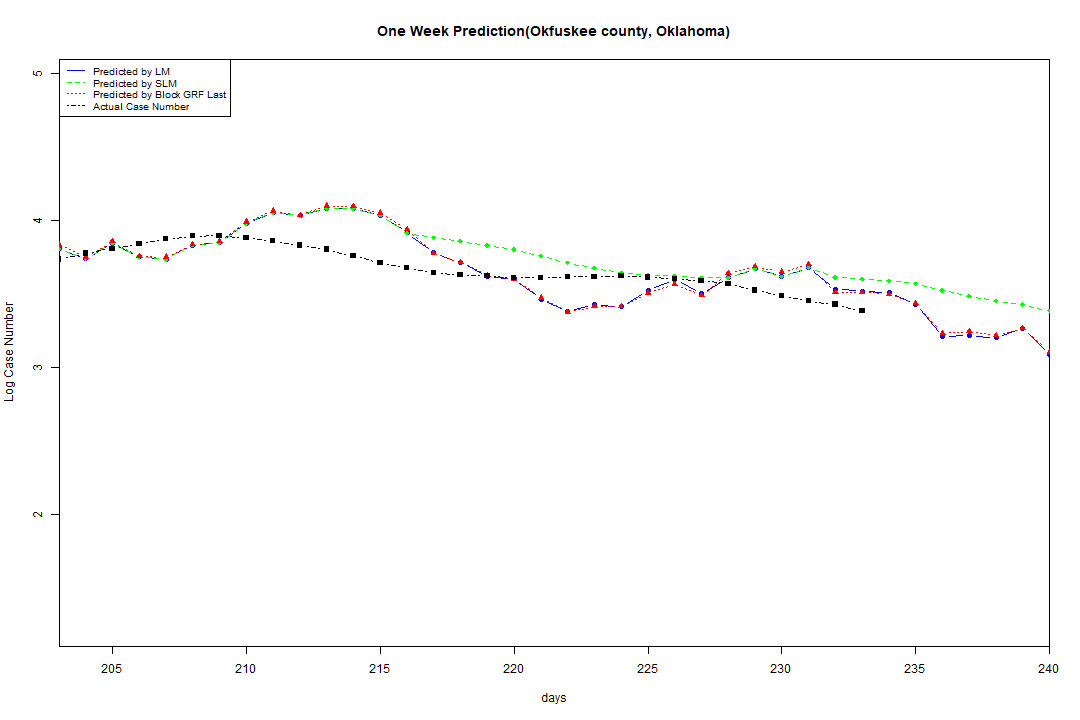 One Week Prediction(Okfuskee county, Oklahoma)
Predicted by LM
Predicted by SLM
Predicted by Block GRF Last
Actual Case Number
Log Case Number
5
4
3
2
205 210 215 220 225 230 235 240
days